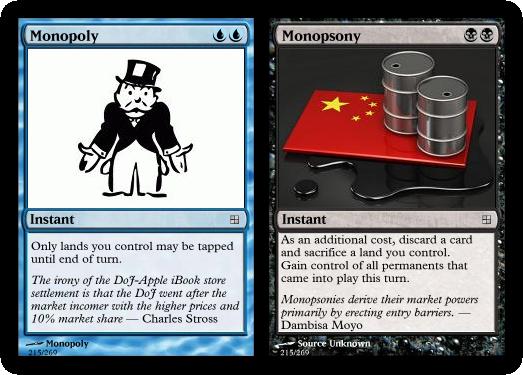 Monopoly
Instant
Only lands you control may be tapped
until end of turn.
The irony of the DoJ-Apple iBook store
settlement is that the DoJ went after the
market incomer with the higher prices and
10% market share — Charles Stross
Monopoly
215/269
Monopsony
Instant
As an additional cost, discard a card
and sacrifice a land you control.
Gain control of all permanents that
came into play this turn.
Monopsonies derive their market powers
primarily by erecting entry barriers. —
Dambisa Moyo
Source Unknown
215/269